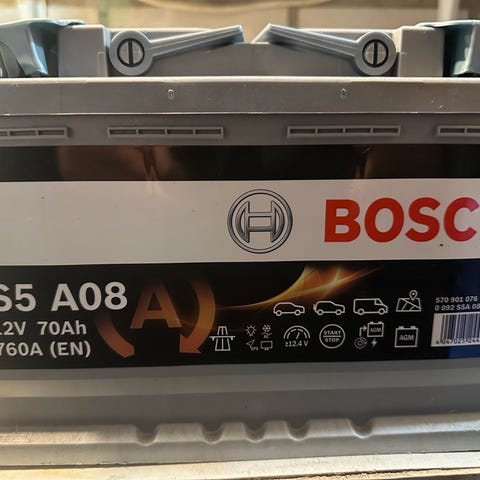 BOSC
S5 A08
12V 70Ah
760A (EN)
A
570 901 076
0 092 S5A 08
≥12.4 V
START
STOP
AGM
AGM